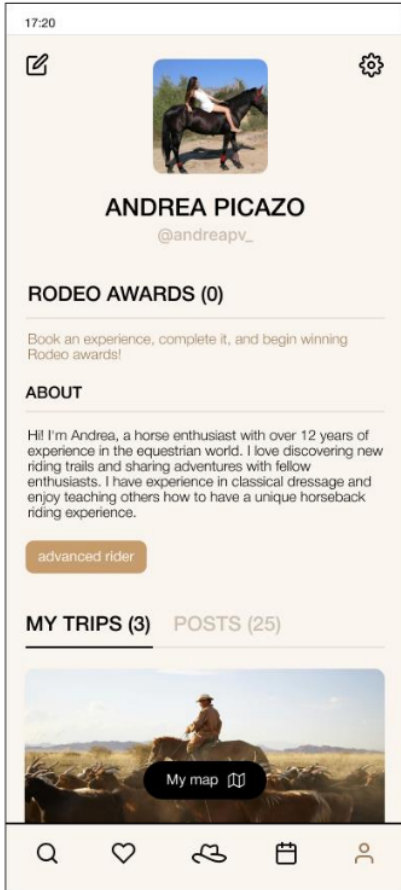 17:20
ANDREA PICAZO
@andreapv_
RODEO AWARDS (0)
Book an experience, complete it, and begin winning
Rodeo awards!
ABOUT
Hi! I'm Andrea, a horse enthusiast with over 12 years of
experience in the equestrian world. I love discovering new
riding trails and sharing adventures with fellow
enthusiasts. I have experience in classical dressage and
enjoy teaching others how to have a unique horseback
riding experience.
advanced rider
MY TRIPS (3) POSTS (25)
My map